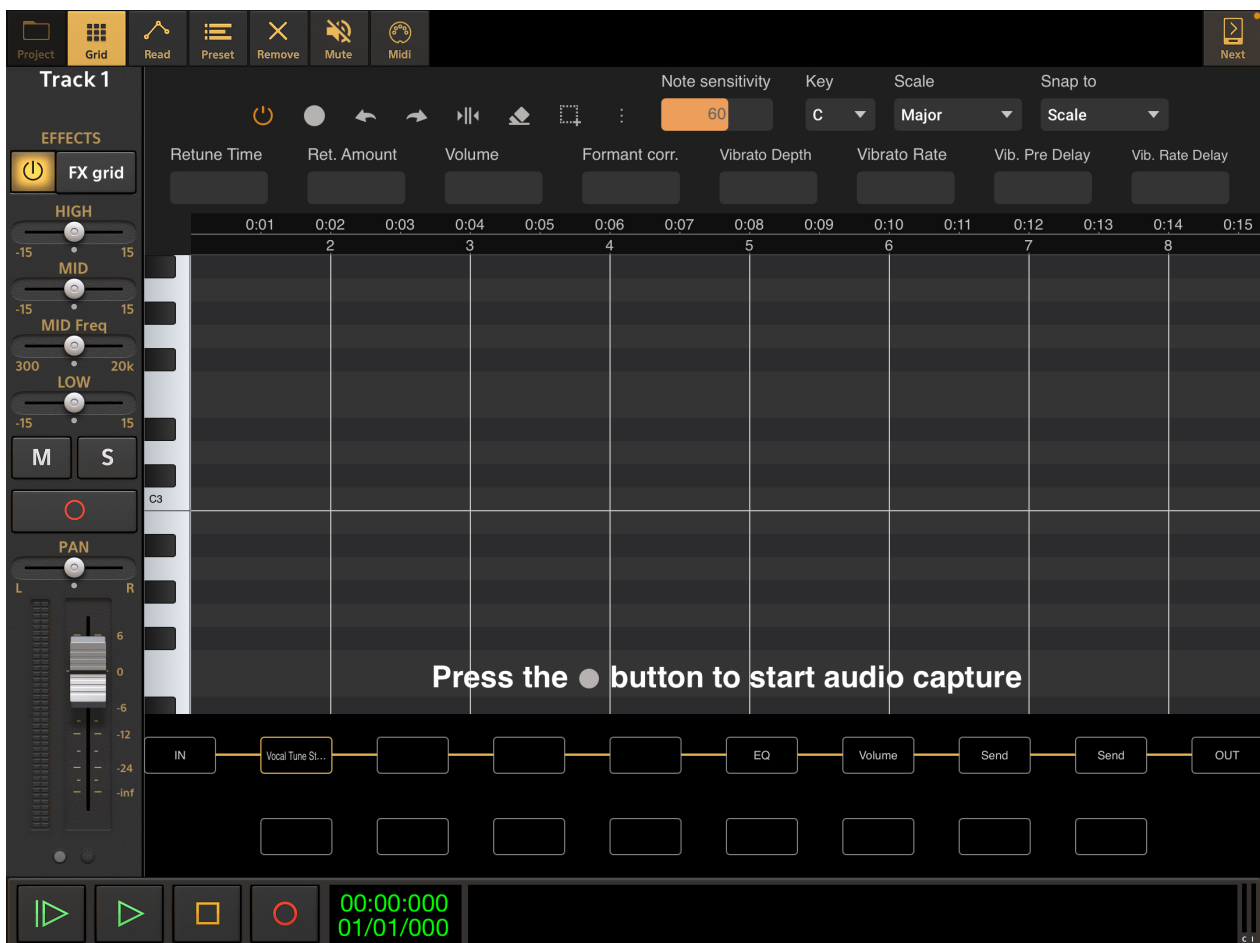 Project Grid Read Preset Remove Mute Midi Next
Track 1
Note sensitivity Key Scale Snap to
60 C Major Scale
EFFECTS
FX grid
Retune Time Ret. Amount Volume Formant corr. Vibrato Depth Vibrato Rate Vib. Pre Delay Vib. Rate Delay
HIGH
-15 15
0:01 0:02 0:03 0:04 0:05 0:06 0:07 0:08 0:09 0:10 0:11 0:12 0:13 0:14 0:15
2 3 4 5 6 7 8
MID
-15 15
MID Freq
300 20k
LOW
-15 15
M S
C3
PAN
L R
6
0
-6
-12
-24
-inf
Press the button to start audio capture
IN Vocal Tune St... EQ Volume Send Send OUT
00:00:000
01/01/000